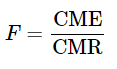 F = CME / CMR